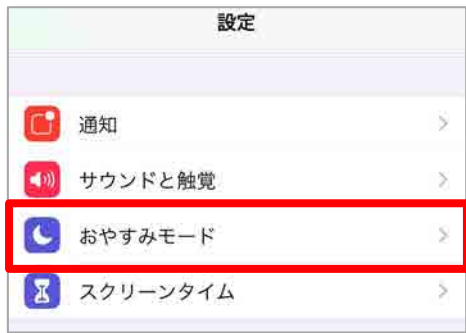 設定
通知
サウンドと触覚
おやすみモード
スクリーンタイム